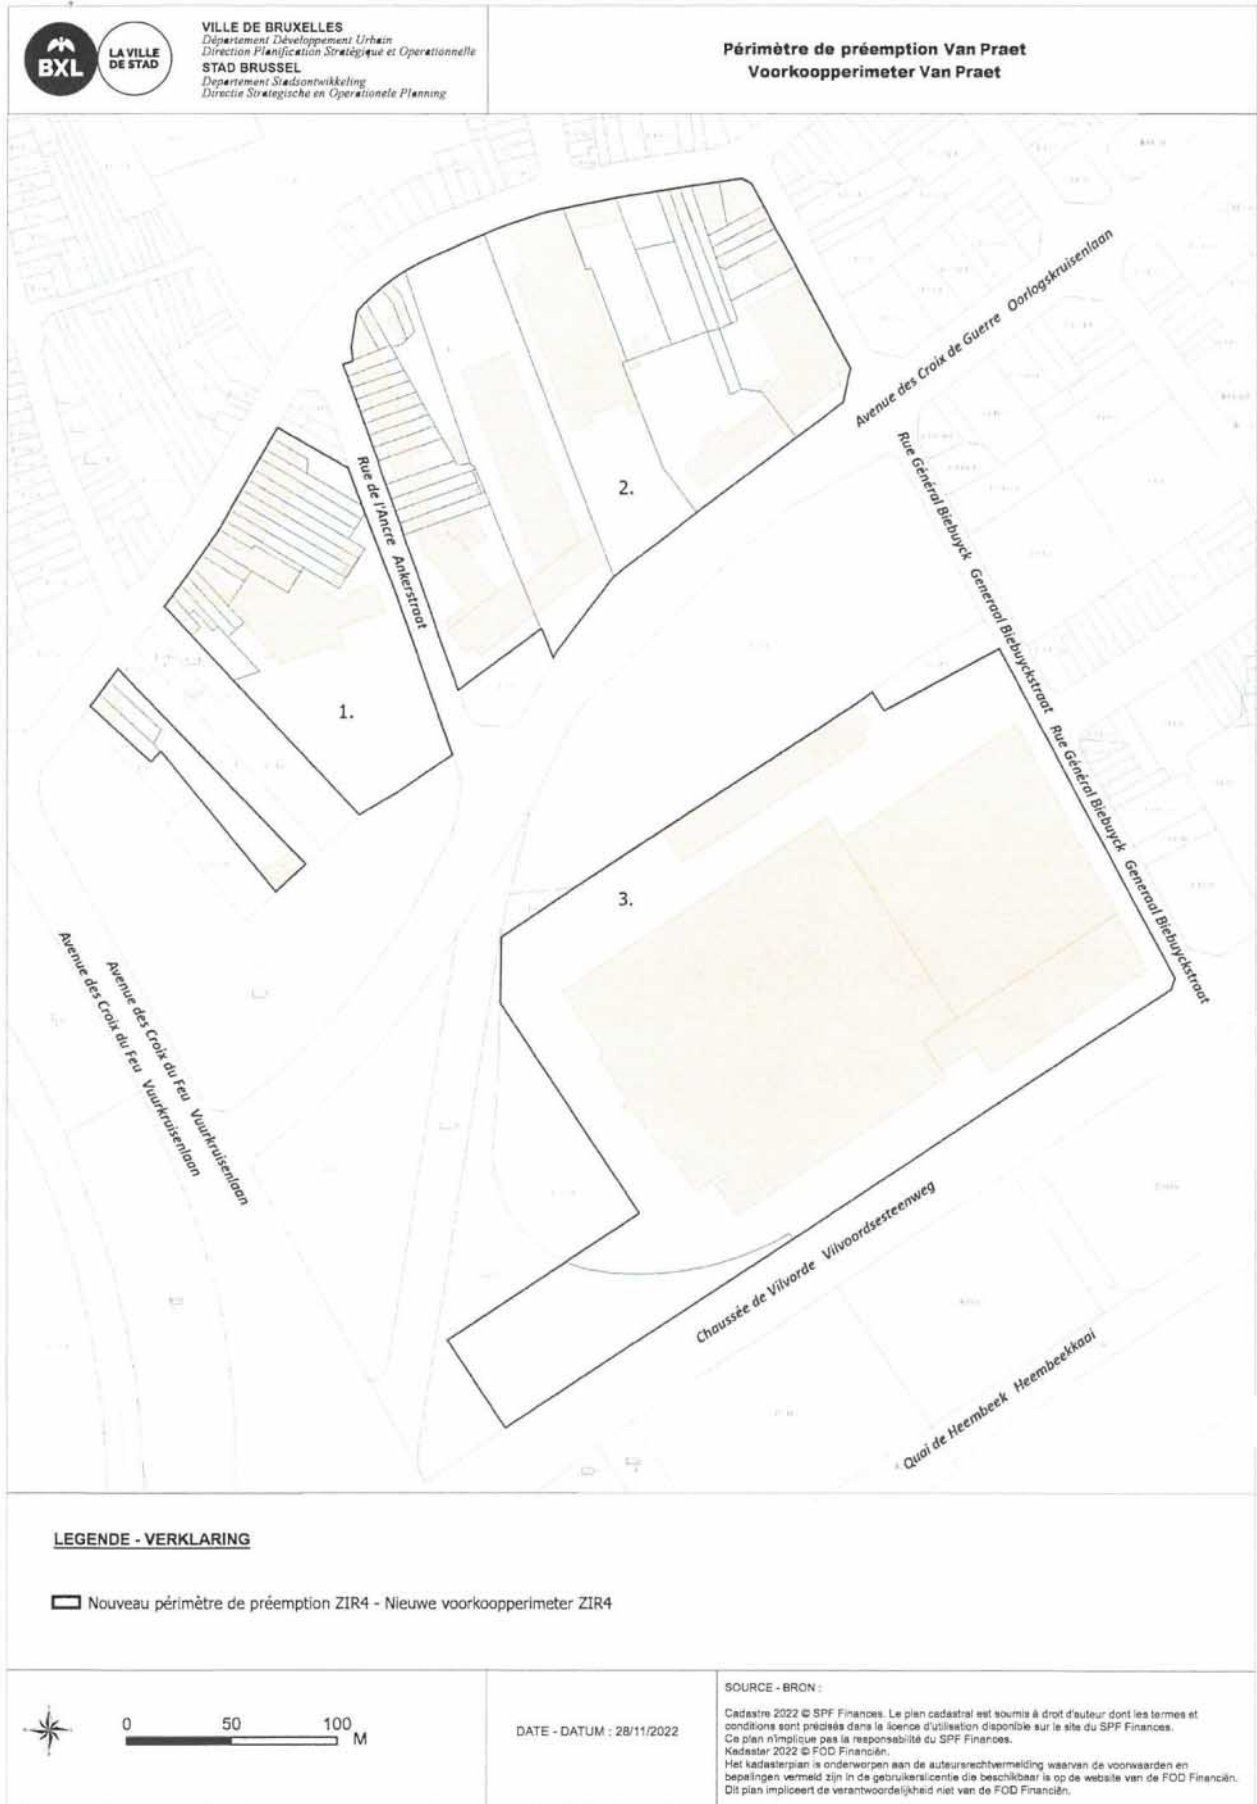 BXL
LA VILLE
DE STAD
VILLE DE BRUXELLES
Département Développement Urbain
Direction Planification Stratégique et Operationnelle
STAD BRUSSEL
Departement Stadsontwikkeling
Directie Strategische en Operationele Planning
Périmètre de préemption Van Praet
Voorkoopperimeter Van Praet
Avenue des Croix de Guerre Oorlogskruisenlaan
Rue Général Biebuyck Generaal Biebuyckstraat Rue Général Biebuyck Generaal Biebuyckstraat
Rue de l'Ancre Ankerstraat
2.
1.
3.
Avenue des Croix du Feu Vuurkruisenlaan
Avenue des Croix du Feu Vuurkruisenlaan
Chaussée de Vilvorde Vilvoordsesteenweg
Quai de Heembeek Heembeekkaai
LEGENDE - VERKLARING
Nouveau périmètre de préemption ZIR4 - Nieuwe voorkoopperimeter ZIR4
0 50 100 M
DATE - DATUM : 28/11/2022
SOURCE - BRON :
Cadastre 2022 © SPF Finances. Le plan cadastral est soumis à droit d'auteur dont les termes et
conditions sont précisés dans la licence d'utilisation disponible sur le site du SPF Finances.
Ce plan n'implique pas la responsabilité du SPF Finances.
Kadaster 2022 © FOD Financiën.
Het kadasterplan is onderworpen aan de auteursrechtvermelding waarvan de voorwaarden en
bepalingen vermeld zijn in de gebruikerslicentie die beschikbaar is op de website van de FOD Financiën.
Dit plan impliceert de verantwoordelijkheid niet van de FOD Financiën.